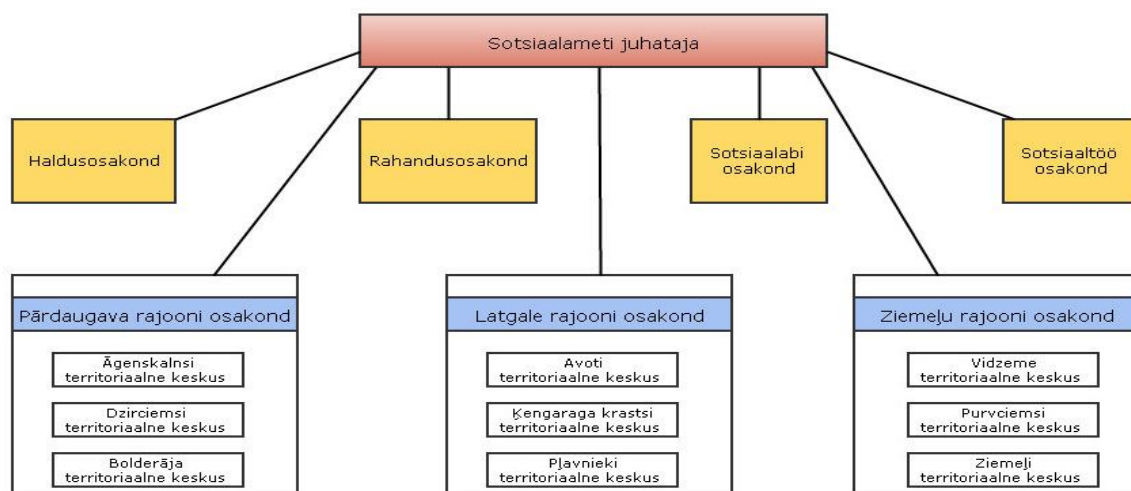 Sotsiaalameti juhataja
Haldusosakond
Rahandusosakond
Sotsiaalabi
osakond
Sotsiaaltöö
osakond
Pārdaugava rajooni osakond
Āgenskalnsi
territoriaalne keskus
Dzirciemsi
territoriaalne keskus
Bolderāja
territoriaalne keskus
Latgale rajooni osakond
Avoti
territoriaalne keskus
Ķengaraga krastsi
territoriaalne keskus
Pļavnieki
territoriaalne keskus
Ziemeļu rajooni osakond
Vidzeme
territoriaalne keskus
Purvciemsi
territoriaalne keskus
Ziemeļi
territoriaalne keskus